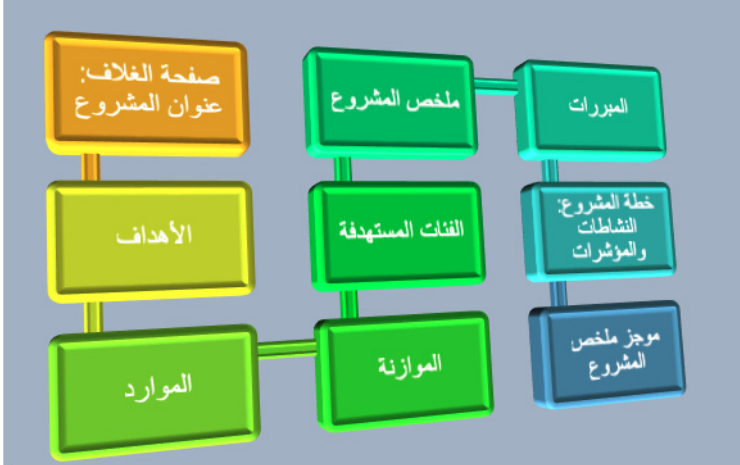 صفحة الغلاف:
عنوان المشروع
الأهداف
الموارد
الموازنة
الفئات المستهدفة
ملخص المشروع
المبررات
خطة المشروع:
النشاطات
والمؤشرات
موجز ملخص
المشروع